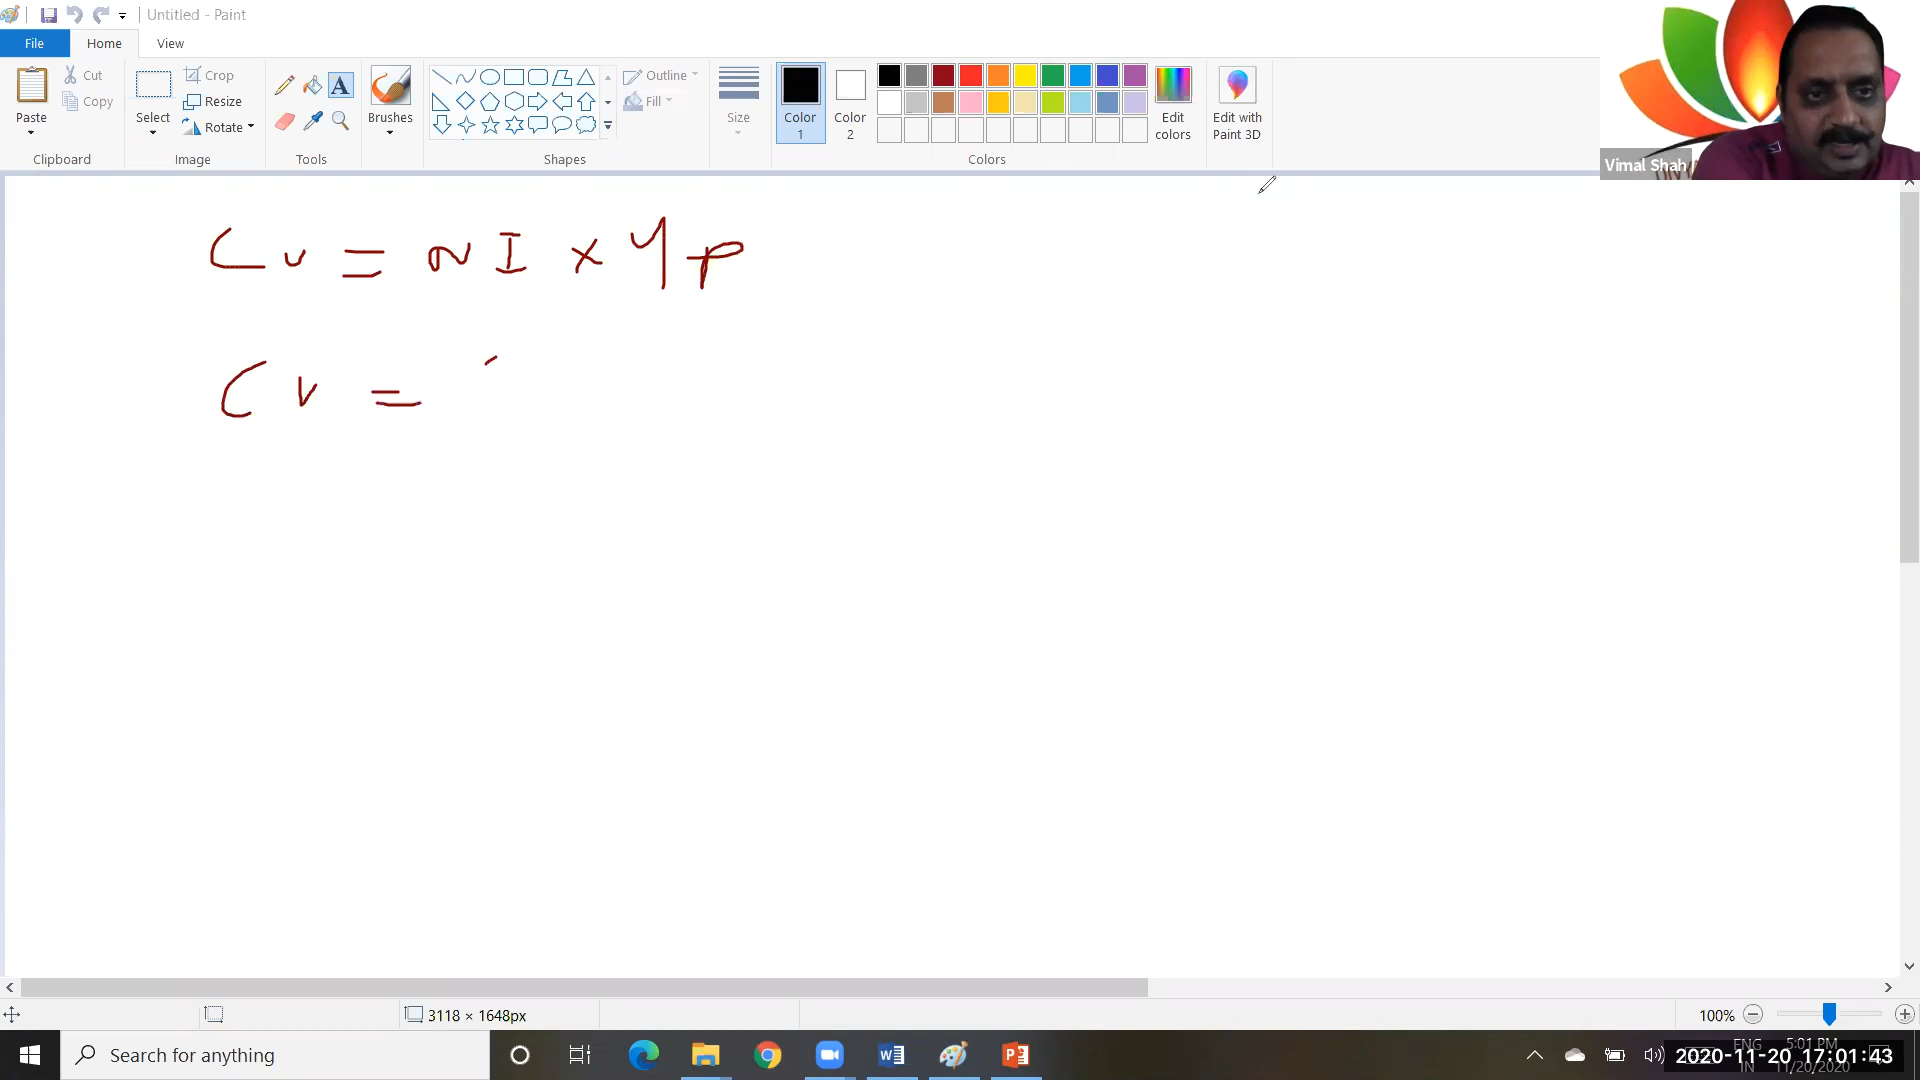 Untitled - Paint
File Home View
Paste
Cut
Copy
Clipboard
Select
Crop
Resize
Rotate
Image
Tools
Brushes
Shapes
Outline
Fill
Size
Color 1
Color 2
Edit colors
Colors
Edit with Paint 3D
Vimal Shah
Cv = NI x Yp
Cv =
3118 × 1648px
100%
Search for anything
ENG
IN
5:01 PM
11/20/2020
2020-11-20 17:01:43